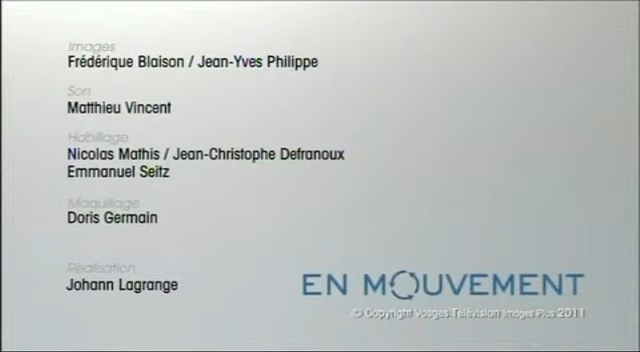 Images
Frédérique Blaison / Jean-Yves Philippe
Son
Matthieu Vincent
Habillage
Nicolas Mathis / Jean-Christophe Defranoux
Emmanuel Seitz
Maquillage
Doris Germain
Réalisation
Johann Lagrange
EN MOUVEMENT
© Copyright Vosges Télévision Images Plus 2011